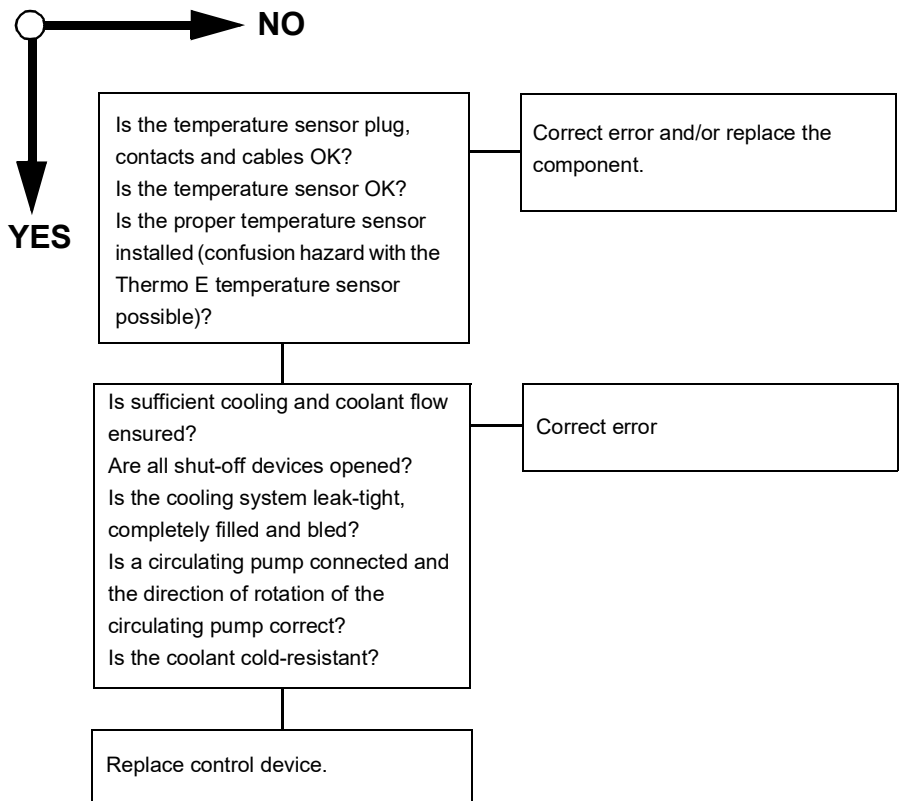 NO
YES
Is the temperature sensor plug,
contacts and cables OK?
Is the temperature sensor OK?
Is the proper temperature sensor
installed (confusion hazard with the
Thermo E temperature sensor
possible)?
Correct error and/or replace the
component.
Is sufficient cooling and coolant flow
ensured?
Are all shut-off devices opened?
Is the cooling system leak-tight,
completely filled and bled?
Is a circulating pump connected and
the direction of rotation of the
circulating pump correct?
Is the coolant cold-resistant?
Correct error
Replace control device.